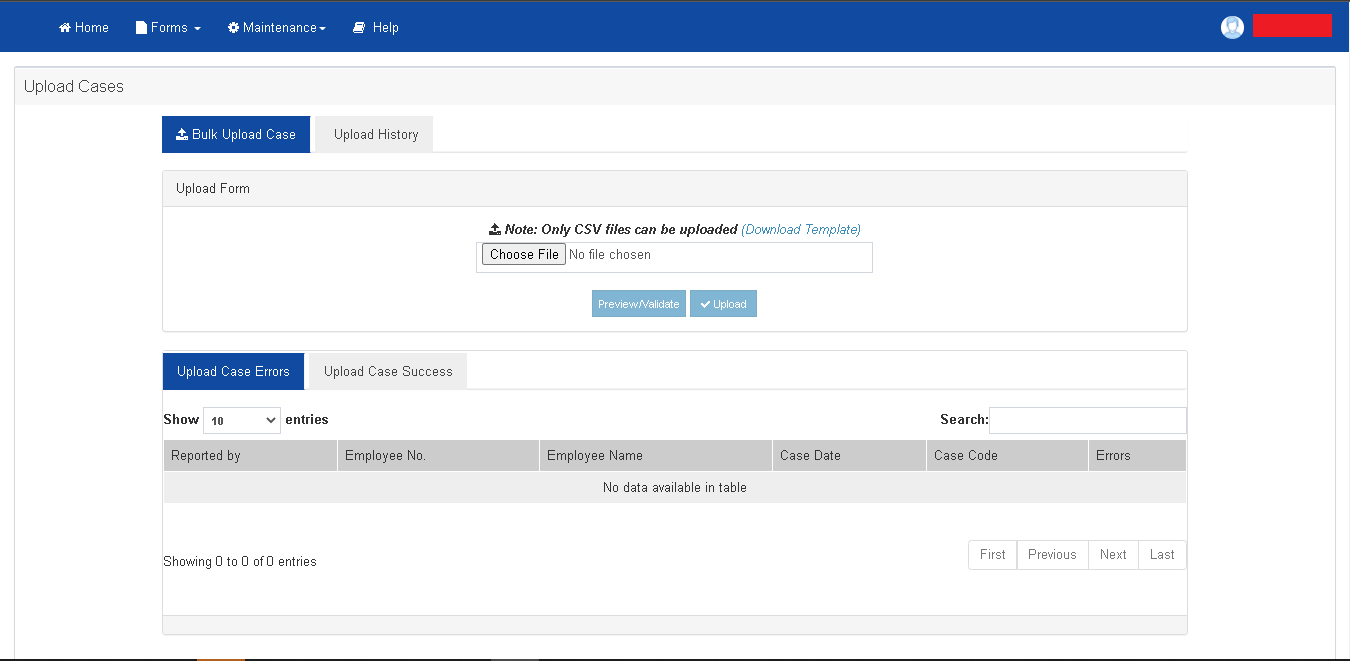 Home Forms Maintenance Help
Upload Cases
Bulk Upload Case Upload History
Upload Form
Note: Only CSV files can be uploaded (Download Template)
Choose File No file chosen
Preview/Validate Upload
Upload Case Errors Upload Case Success
Show 10 entries Search:
Reported by Employee No. Employee Name Case Date Case Code Errors
No data available in table
Showing 0 to 0 of 0 entries First Previous Next Last